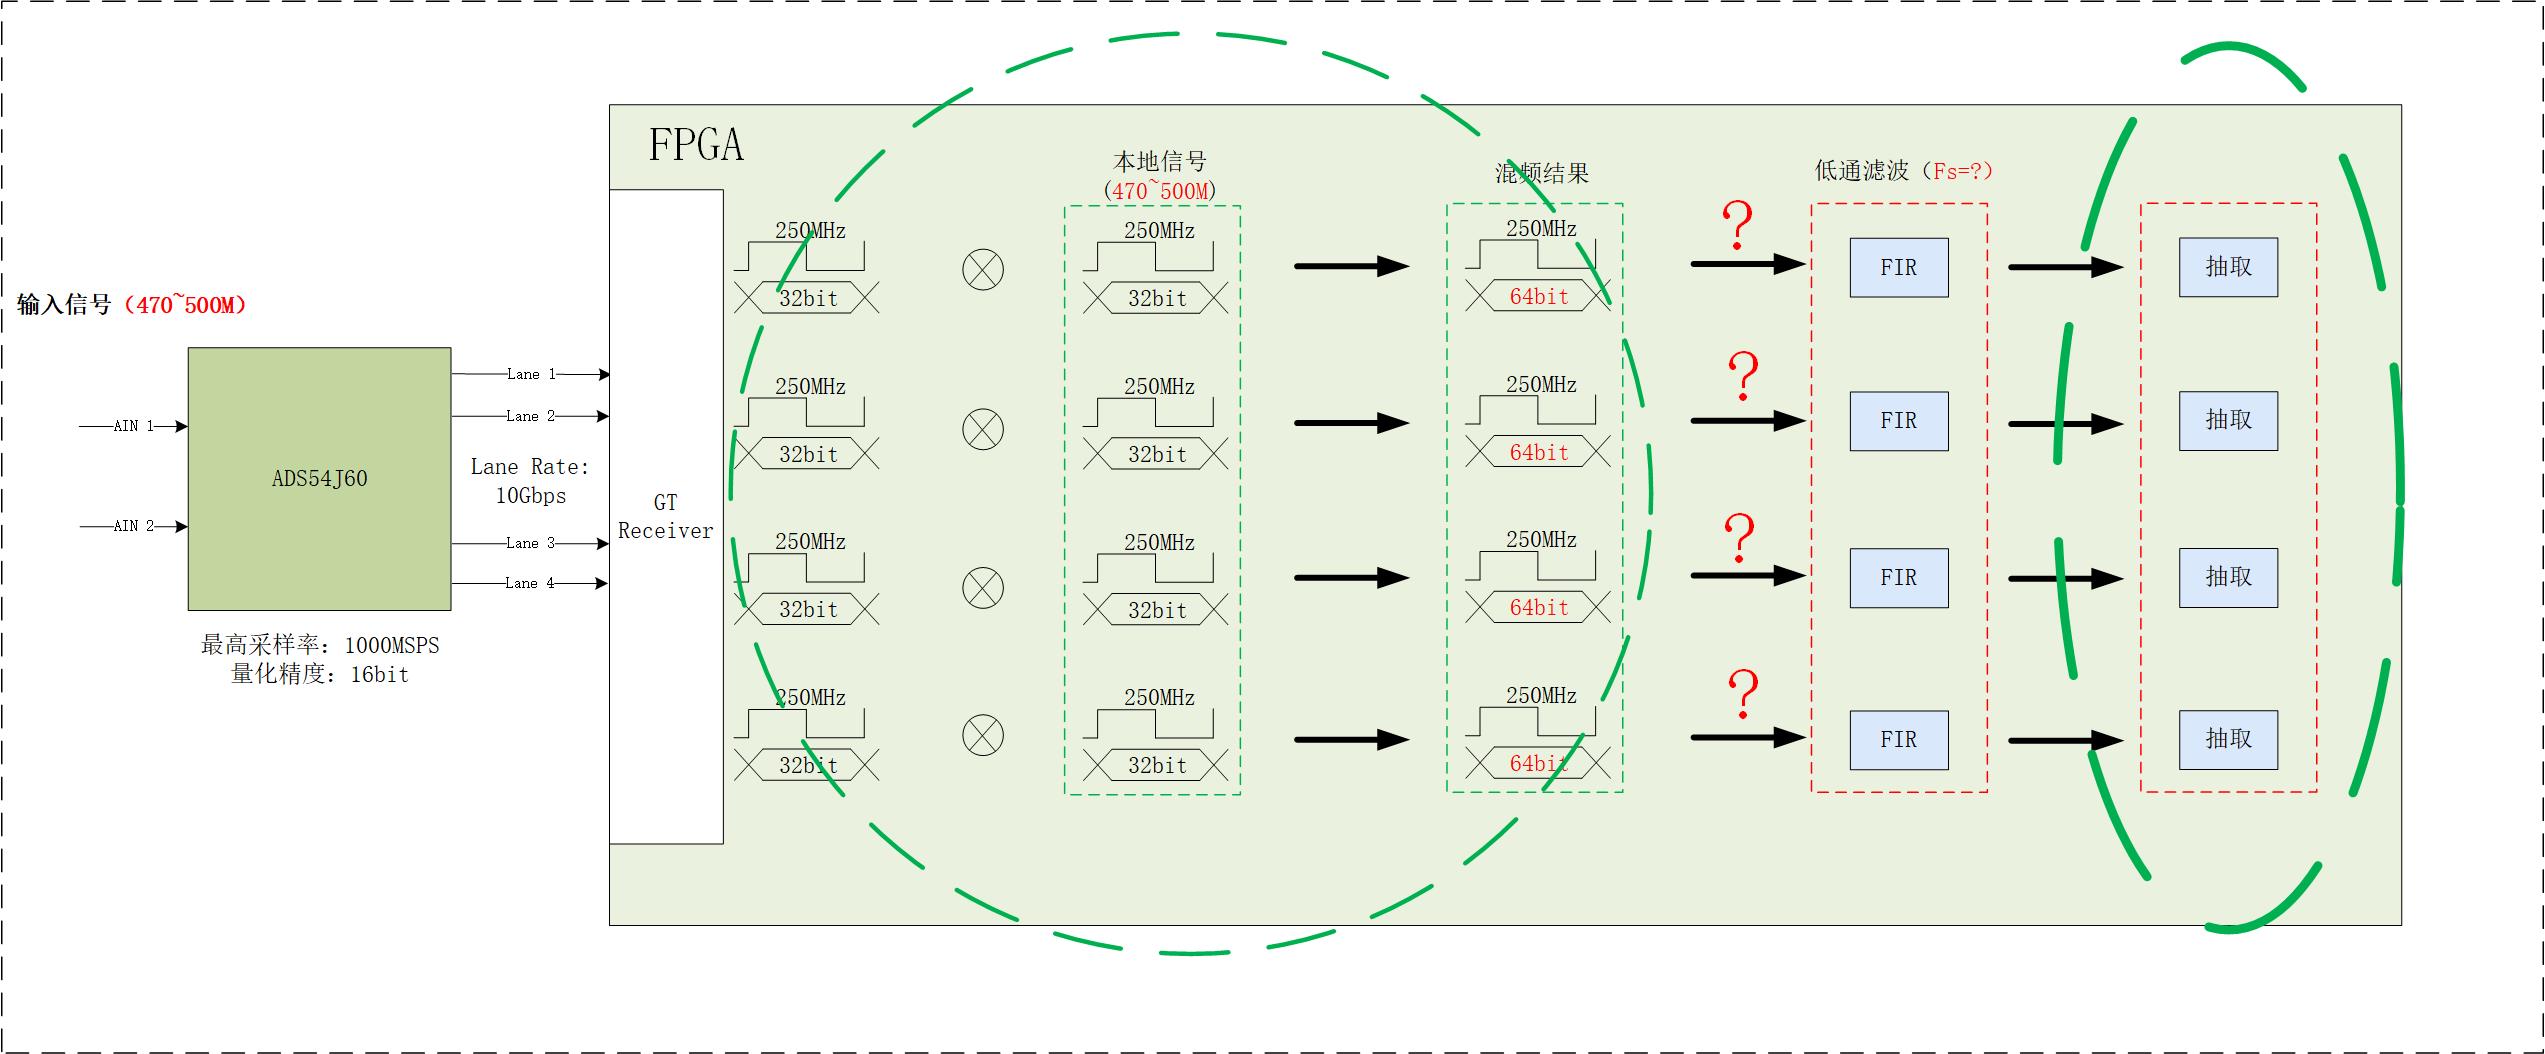 FPGA
本地信号
(470~500M)
混频结果
低通滤波（Fs=?）
输入信号（470~500M）
AIN 1
AIN 2
ADS54J60
最高采样率：1000MSPS
量化精度：16bit
Lane 1
Lane 2
Lane Rate:
10Gbps
Lane 3
Lane 4
GT
Receiver
250MHz
32bit
250MHz
32bit
250MHz
64bit
?
FIR
抽取
250MHz
32bit
250MHz
32bit
250MHz
64bit
?
FIR
抽取
250MHz
32bit
250MHz
32bit
250MHz
64bit
?
FIR
抽取
250MHz
32bit
250MHz
32bit
250MHz
64bit
?
FIR
抽取